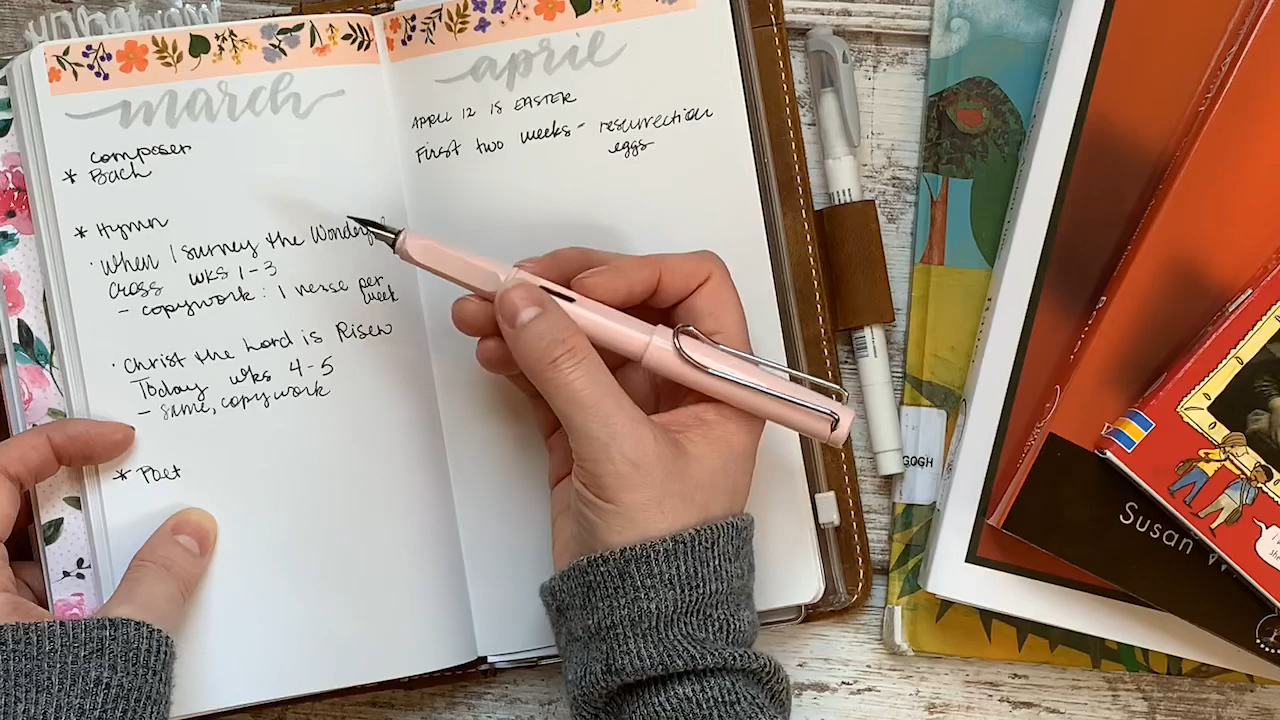 march
composer
* Bach
* Hymn
· When I survey the Wonderful
cross wks 1-3
- copywork: 1 verse per
week
· Christ the Lord is Risen
Today wks 4-5
- same, copywork
* Poet
april
APRIL 12 IS EASTER
First two weeks - resurrection
eggs
GOGH
Susan W